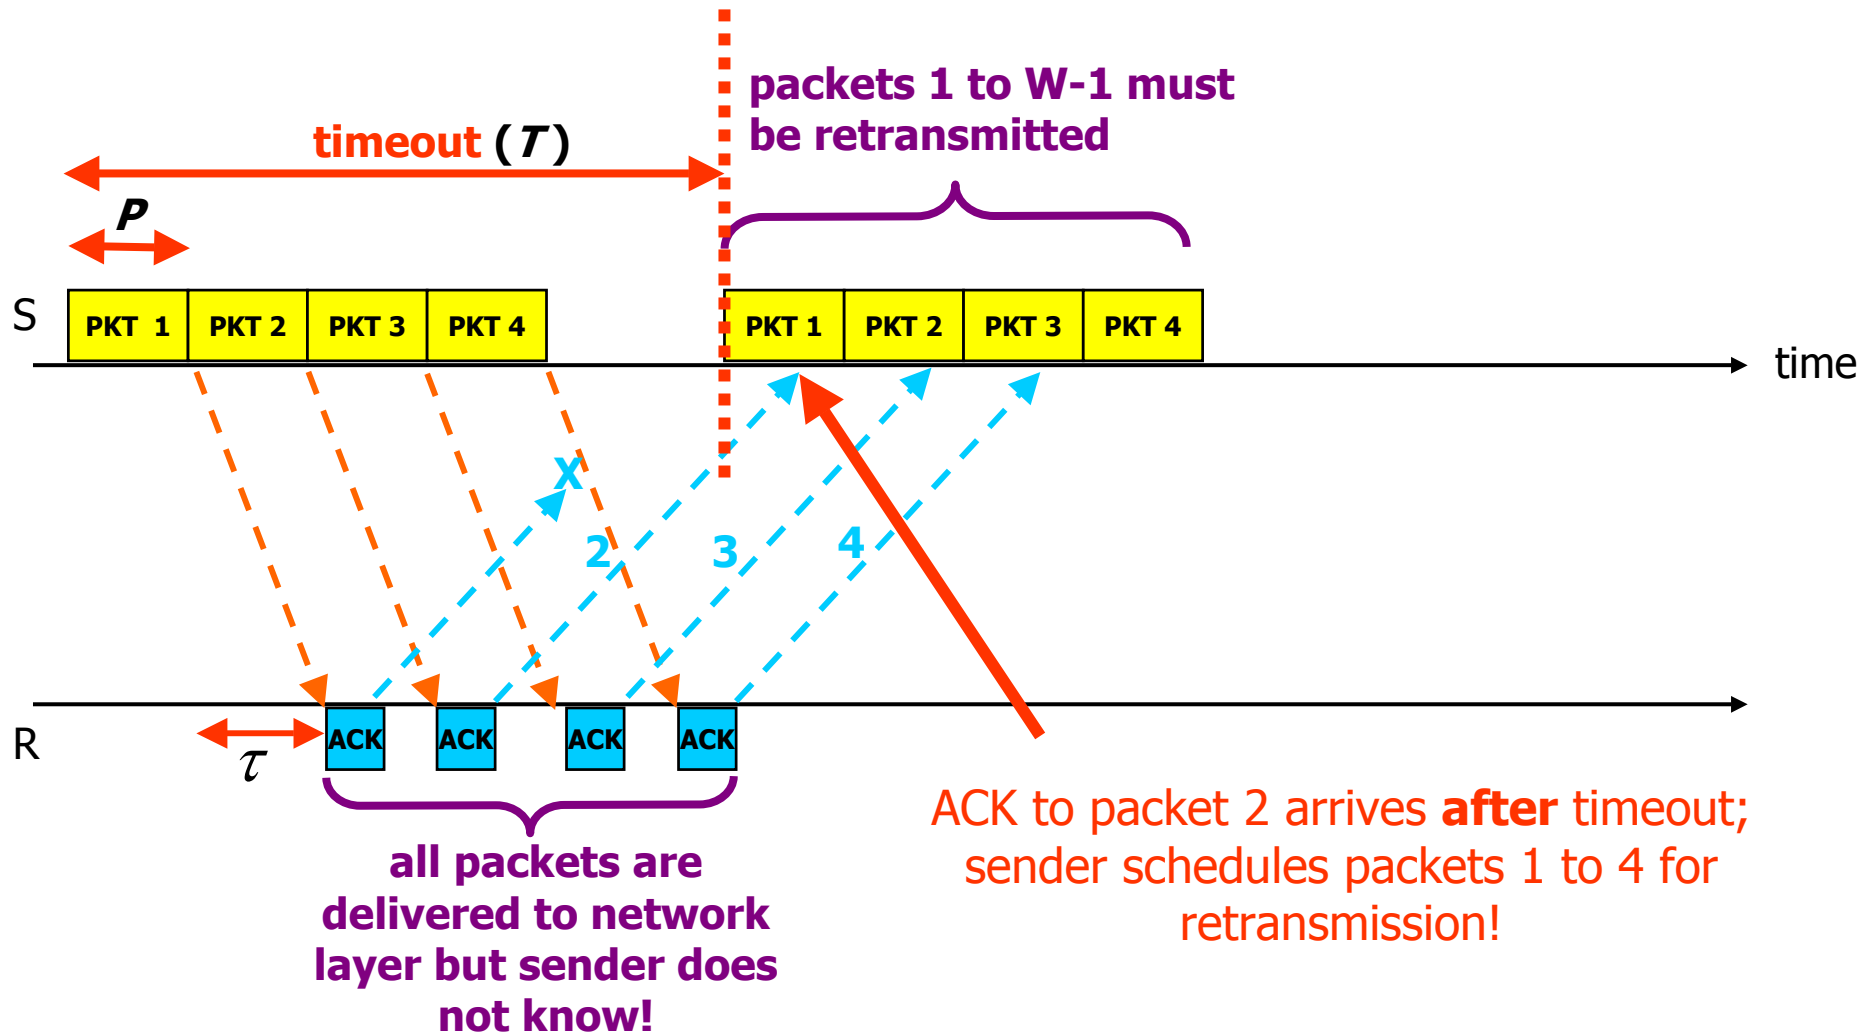 packets 1 to W-1 must
be retransmitted
timeout (T)
P
S
PKT 1 PKT 2 PKT 3 PKT 4 PKT 1 PKT 2 PKT 3 PKT 4
time
X
2 3 4
R
τ
ACK ACK ACK ACK
ACK to packet 2 arrives after timeout;
sender schedules packets 1 to 4 for
retransmission!
all packets are
delivered to network
layer but sender does
not know!